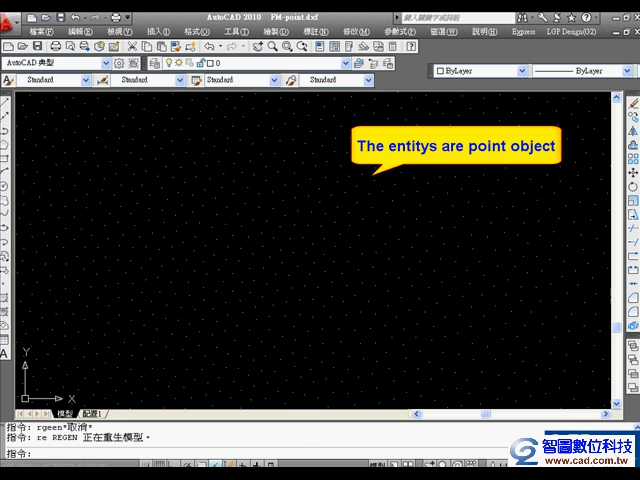 AutoCAD 2010 FM-point.dxf
鍵入關鍵字或詞組
檔案(F) 編輯(E) 檢視(V) 插入(I) 格式(O) 工具(T) 繪製(D) 標註(N) 修改(M) 參數式(P) 視窗(W) 說明(H) Express LGP Design(G2)
AutoCAD 典型
0
ByLayer
ByLayer
Standard
Standard
Standard
Standard
The entitys are point object
Y
X
模型 配置1
指令: rgeen*取消*
指令: re REGEN 正在重生模型。
指令:
模型
智圖數位科技
www.cad.com.tw